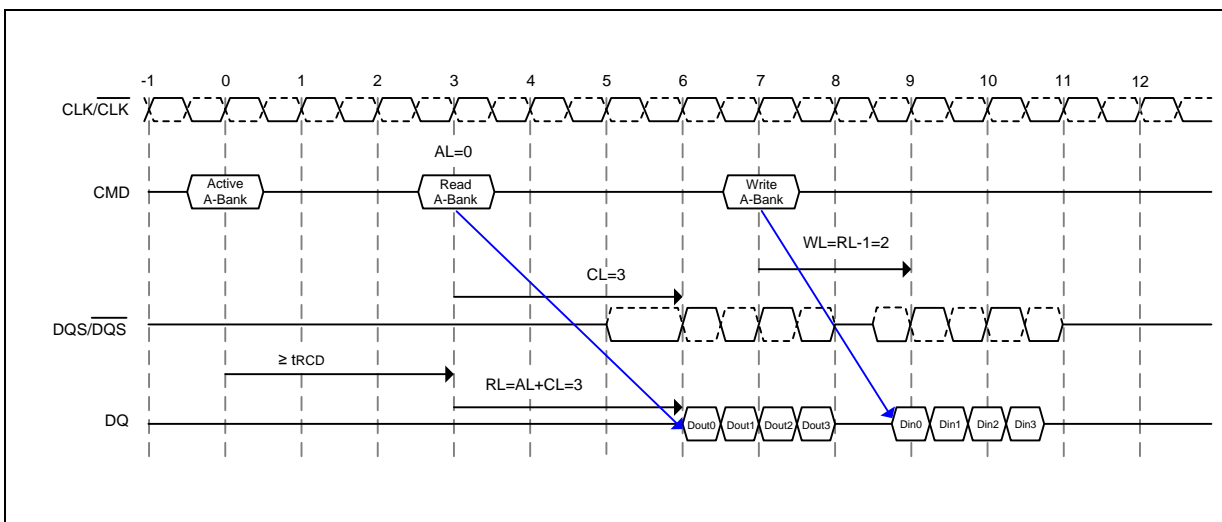 -1 0 1 2 3 4 5 6 7 8 9 10 11 12
CLK/CLK
AL=0
CMD
Active
A-Bank
Read
A-Bank
Write
A-Bank
WL=RL-1=2
CL=3
DQS/DQS
≥ tRCD
RL=AL+CL=3
DQ
Dout0 Dout1 Dout2 Dout3 Din0 Din1 Din2 Din3